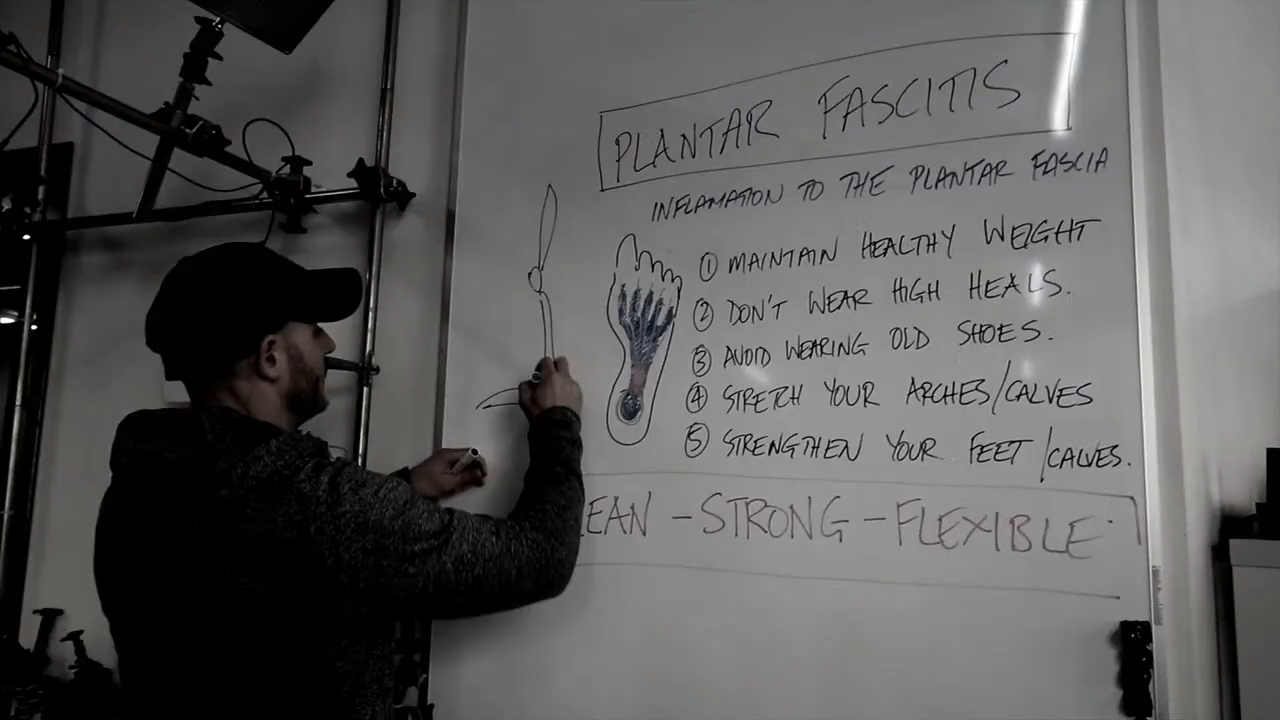 PLANTAR FASCITIS
INFLAMATION TO THE PLANTAR FASCIA
① MAINTAIN HEALTHY WEIGHT
② DON'T WEAR HIGH HEALS.
③ AVOID WEARING OLD SHOES.
④ STRETCH YOUR ARCHES/CALVES
⑤ STRENGTHEN YOUR FEET/CALVES.
EAN - STRONG - FLEXIBLE